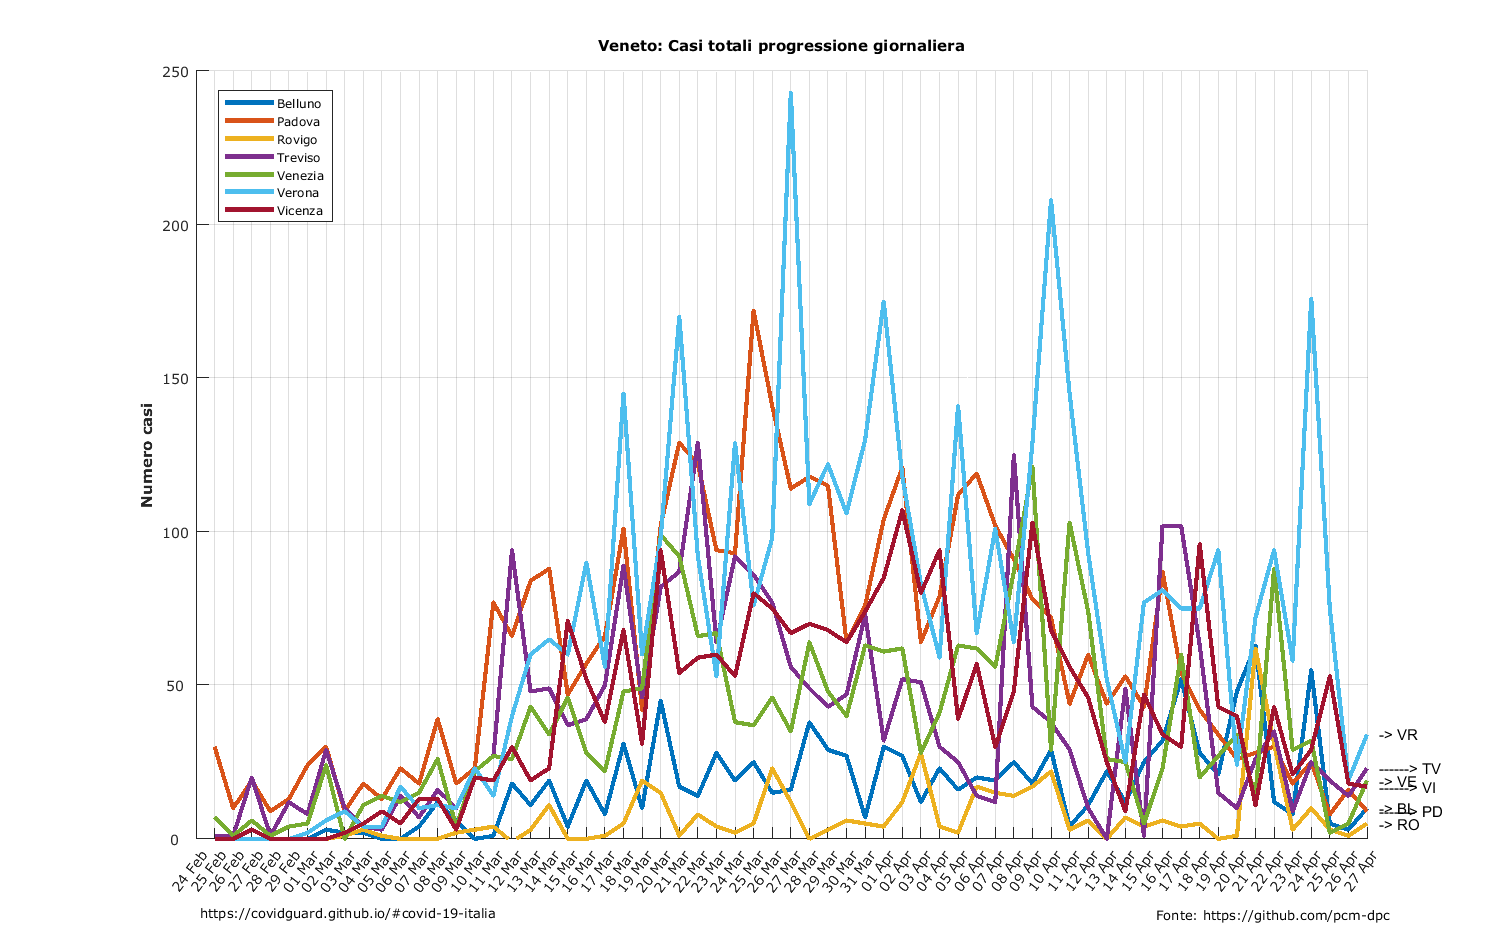 Veneto: Casi totali progressione giornaliera
250
200
150
100
50
0
Numero casi
Belluno
Padova
Rovigo
Treviso
Venezia
Verona
Vicenza
-> VR
------> TV
-> VE
------> VI
-> BL
------> PD
-> RO
24 Feb
25 Feb
26 Feb
27 Feb
28 Feb
29 Feb
01 Mar
02 Mar
03 Mar
04 Mar
05 Mar
06 Mar
07 Mar
08 Mar
09 Mar
10 Mar
11 Mar
12 Mar
13 Mar
14 Mar
15 Mar
16 Mar
17 Mar
18 Mar
19 Mar
20 Mar
21 Mar
22 Mar
23 Mar
24 Mar
25 Mar
26 Mar
27 Mar
28 Mar
29 Mar
30 Mar
31 Mar
01 Apr
02 Apr
03 Apr
04 Apr
05 Apr
06 Apr
07 Apr
08 Apr
09 Apr
10 Apr
11 Apr
12 Apr
13 Apr
14 Apr
15 Apr
16 Apr
17 Apr
18 Apr
19 Apr
20 Apr
21 Apr
22 Apr
23 Apr
24 Apr
25 Apr
26 Apr
27 Apr
https://covidguard.github.io/#covid-19-italia
Fonte: https://github.com/pcm-dpc